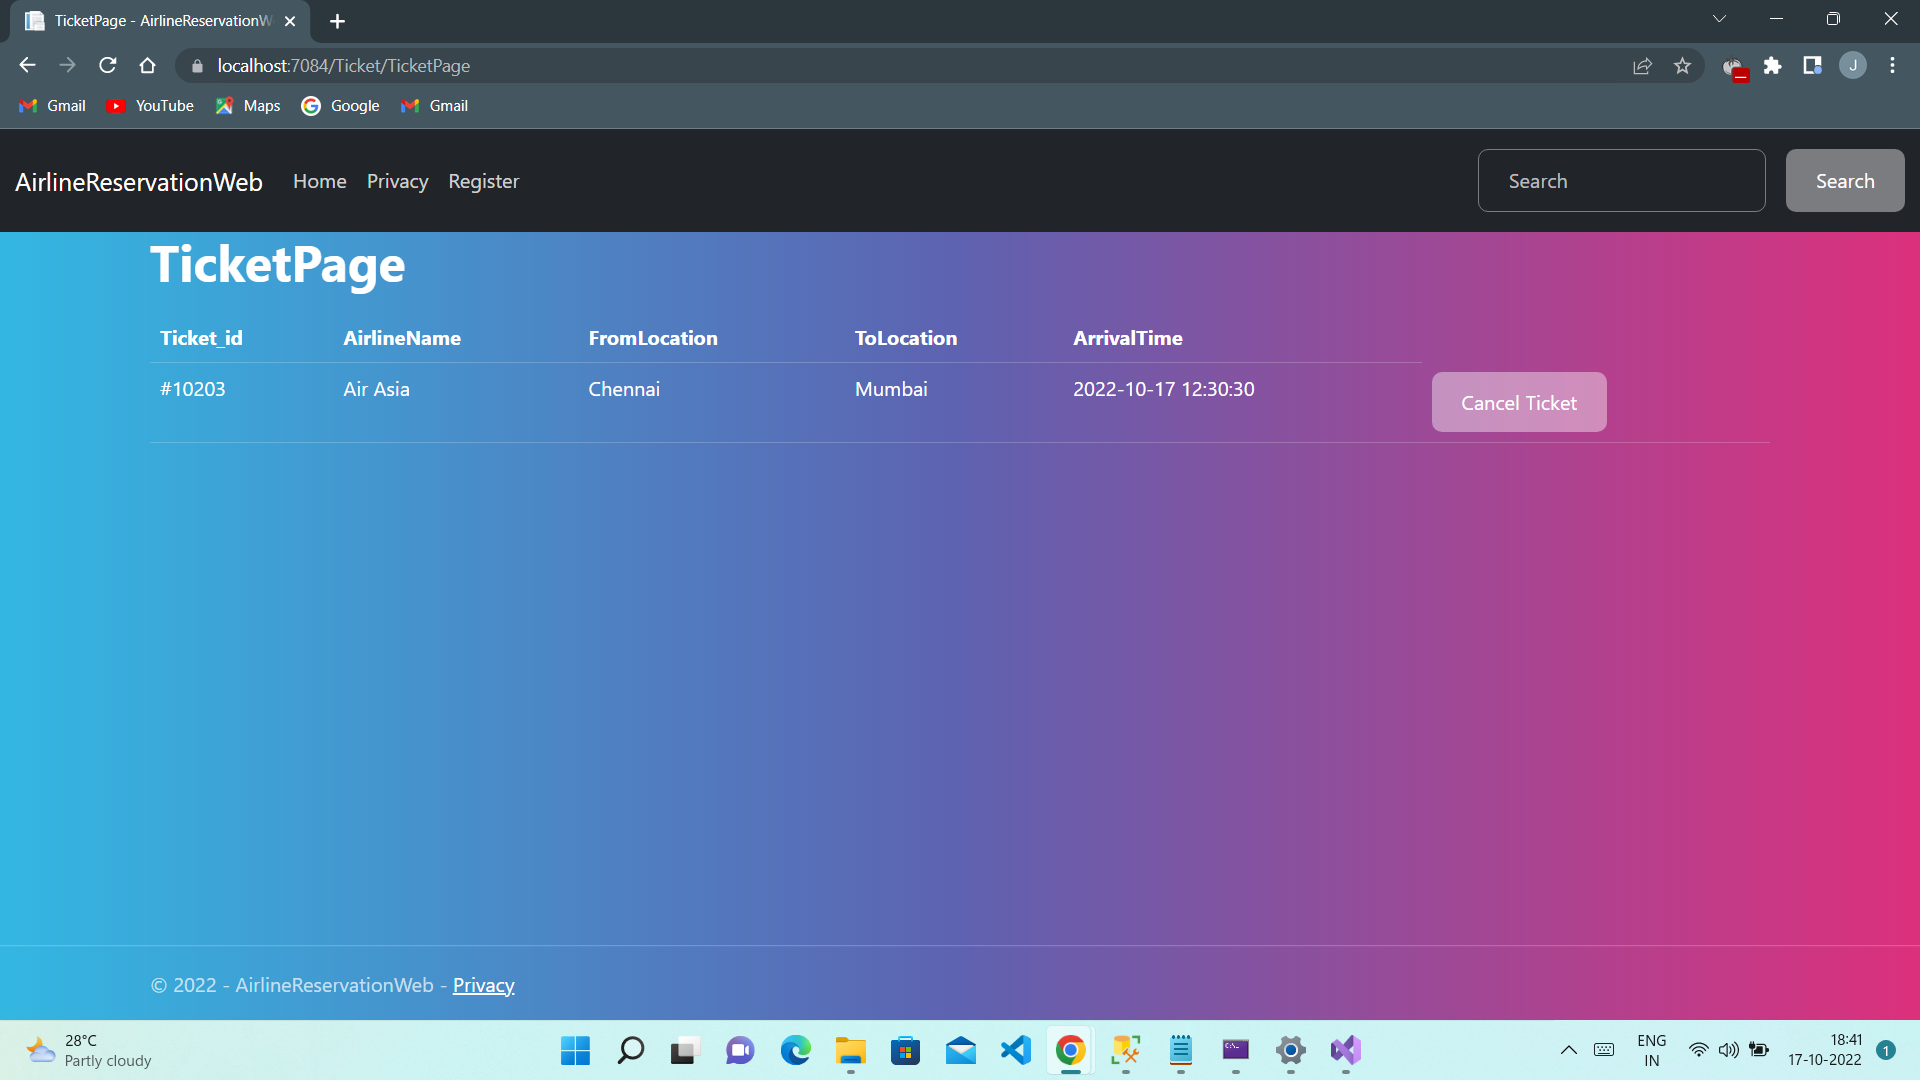 TicketPage - AirlineReservationW
localhost:7084/Ticket/TicketPage
J
Gmail YouTube Maps Google Gmail
AirlineReservationWeb Home Privacy Register Search Search
TicketPage
Ticket_id AirlineName FromLocation ToLocation ArrivalTime
#10203 Air Asia Chennai Mumbai 2022-10-17 12:30:30 Cancel Ticket
© 2022 - AirlineReservationWeb - Privacy
28°C
Partly cloudy
ENG
IN
18:41
17-10-2022
1